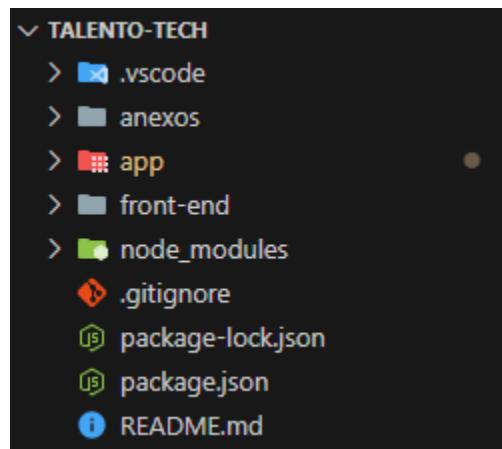 TALENTO-TECH
.vscode
anexos
app
front-end
node_modules
.gitignore
package-lock.json
package.json
README.md